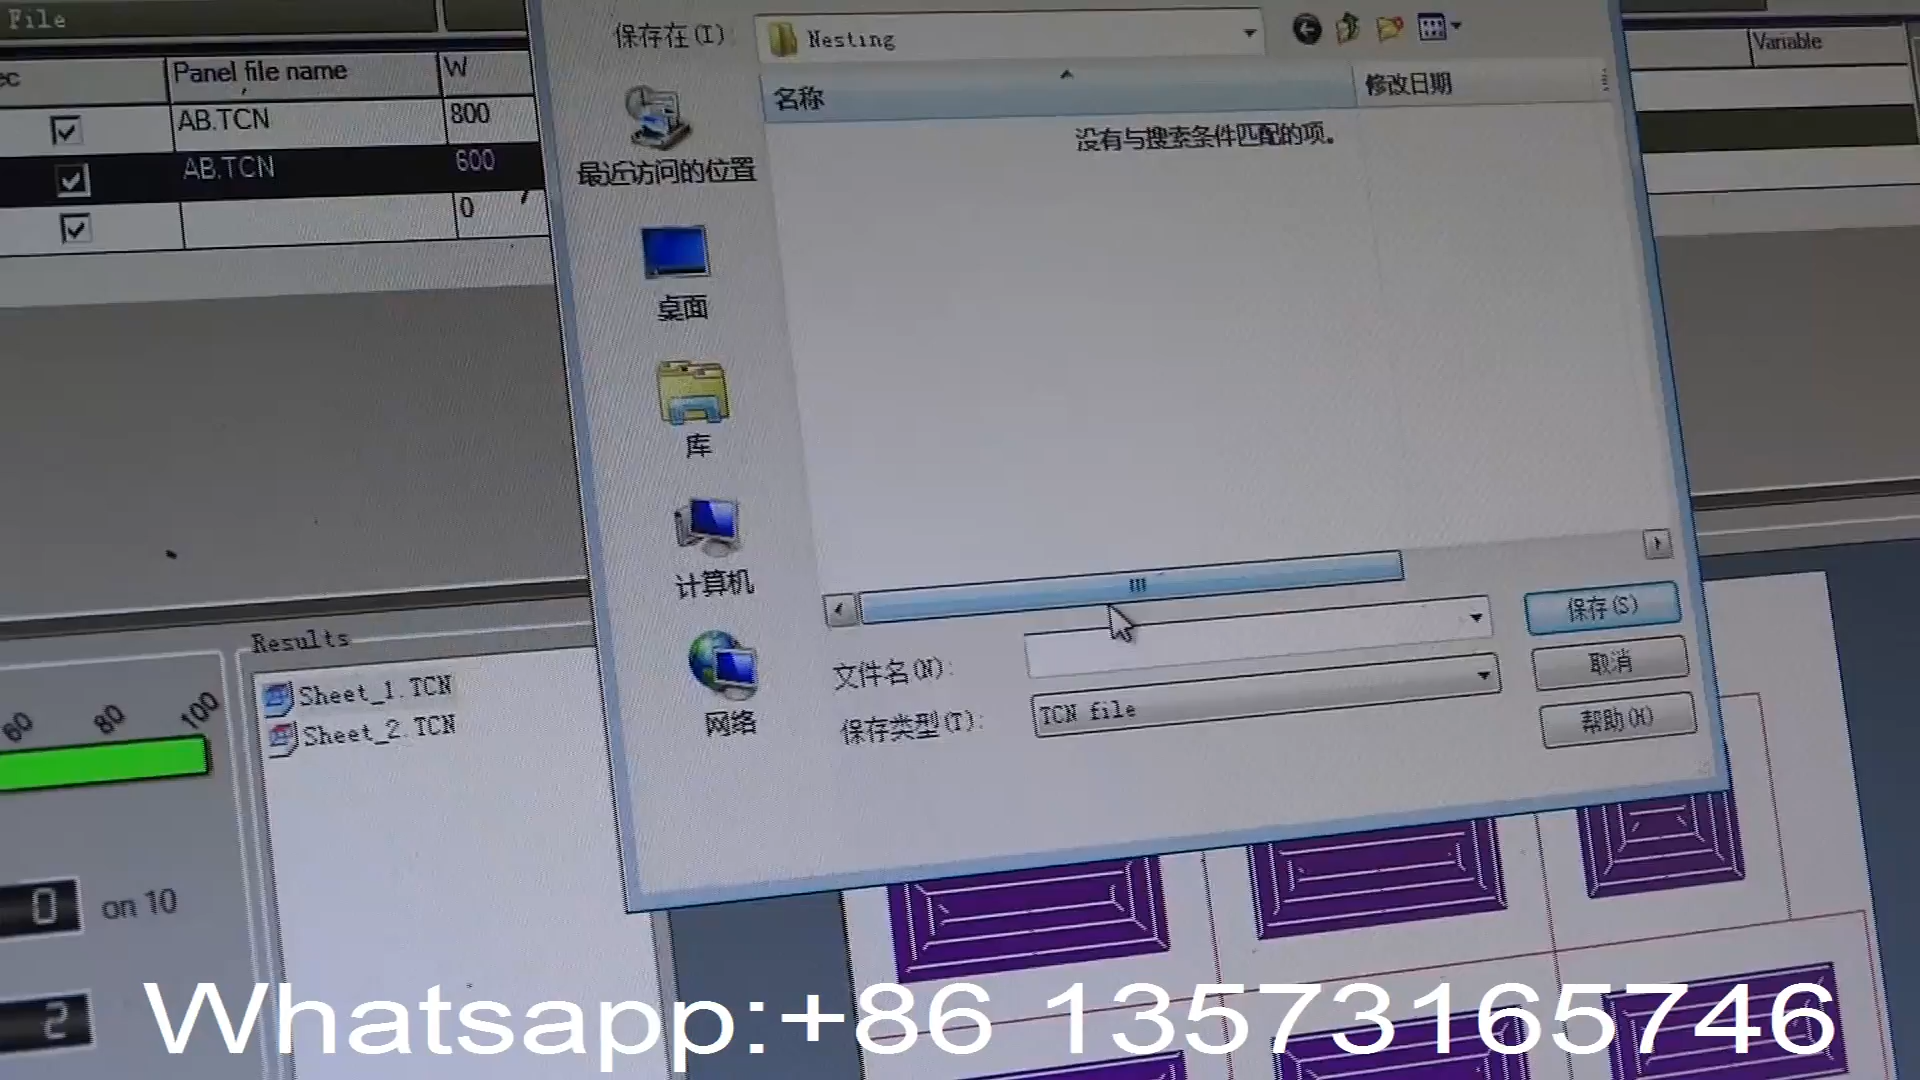 File
保存在(I)
Nesting
Variable
Panel file name
W
名称
修改日期
AB.TCN
800
没有与搜索条件匹配的项。
AB.TCN
600
最近访问的位置
0
桌面
库
计算机
网络
文件名(N):
保存(S)
取消
保存类型(T):
TCN file
帮助(H)
Results
Sheet_1.TCN
Sheet_2.TCN
60
80
100
0
on 10
2
Whatsapp:+86 13573165746